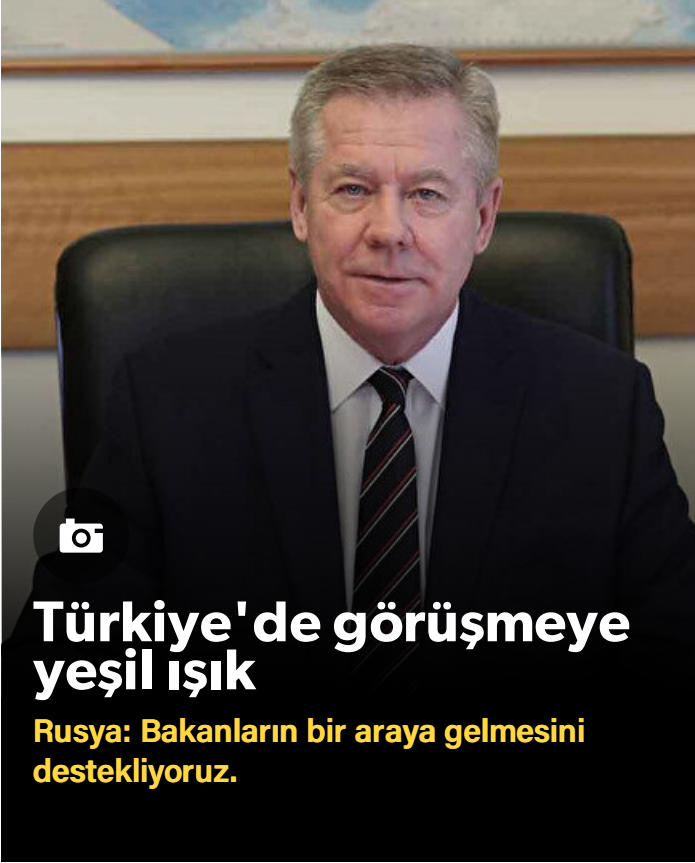 Türkiye'de görüşmeye
yeşil ışık
Rusya: Bakanların bir araya gelmesini
destekliyoruz.